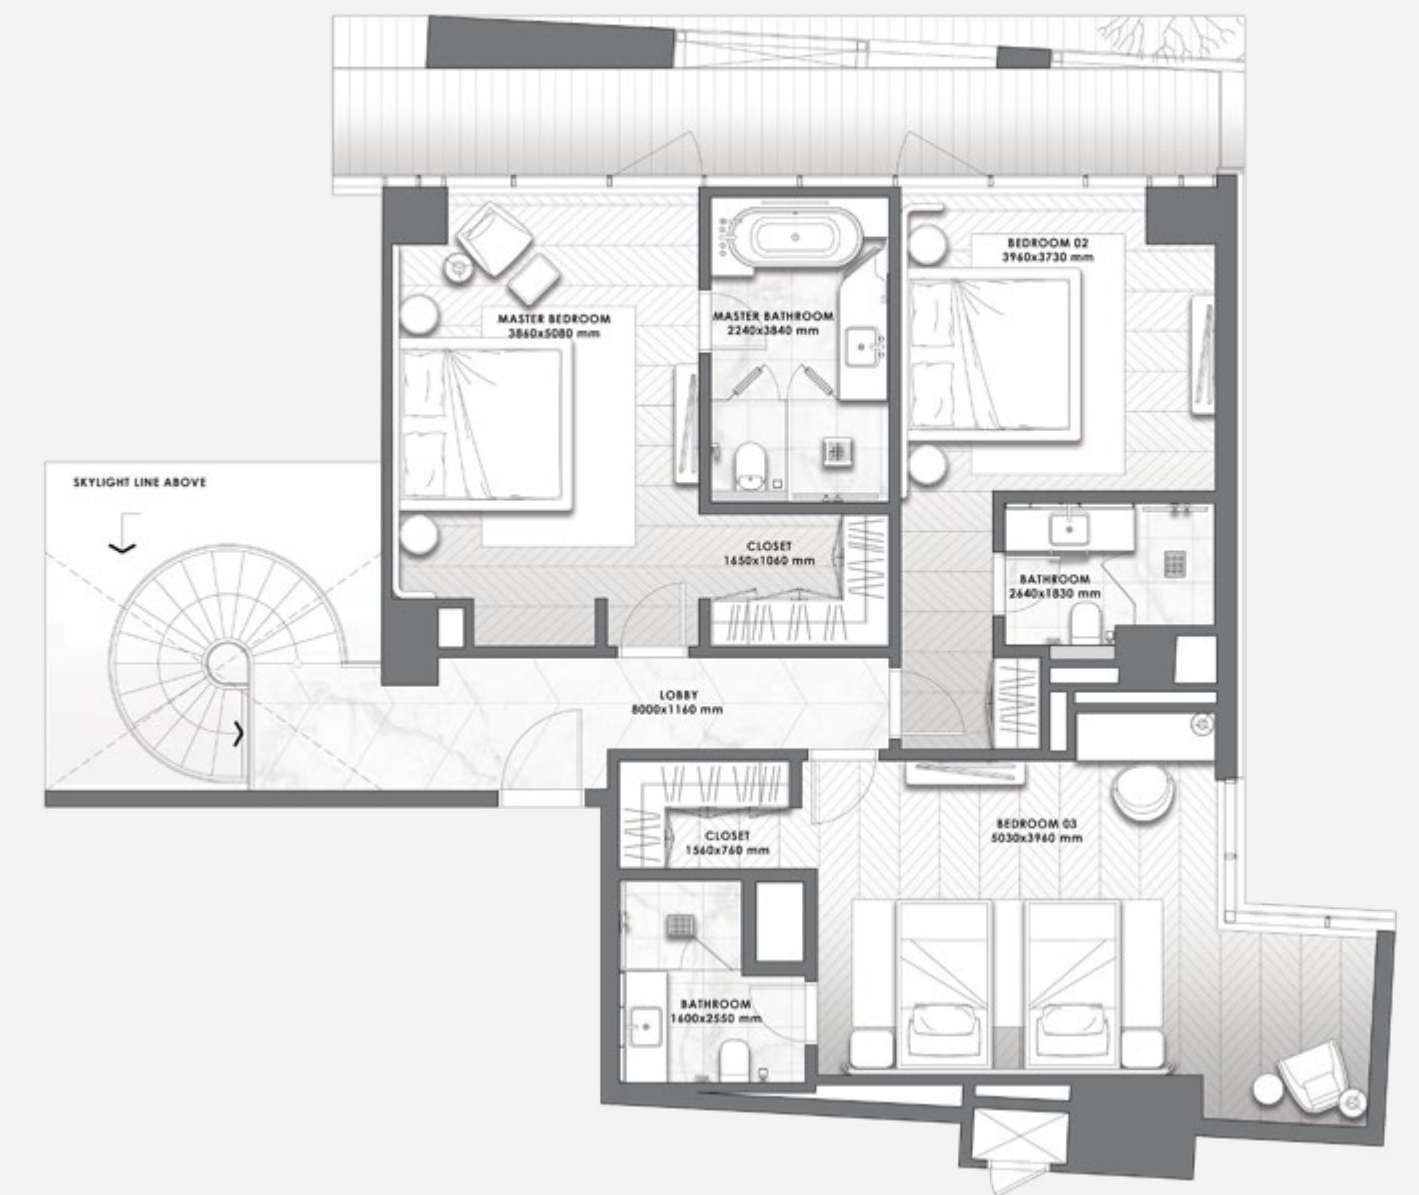 BEDROOM 02
3960x3730 mm
MASTER BEDROOM
3860x5080 mm
MASTER BATHROOM
2240x3840 mm
SKYLIGHT LINE ABOVE
CLOSET
1650x1060 mm
BATHROOM
2640x1830 mm
LOBBY
8000x1160 mm
BEDROOM 03
5030x3960 mm
CLOSET
1560x760 mm
BATHROOM
1600x2550 mm